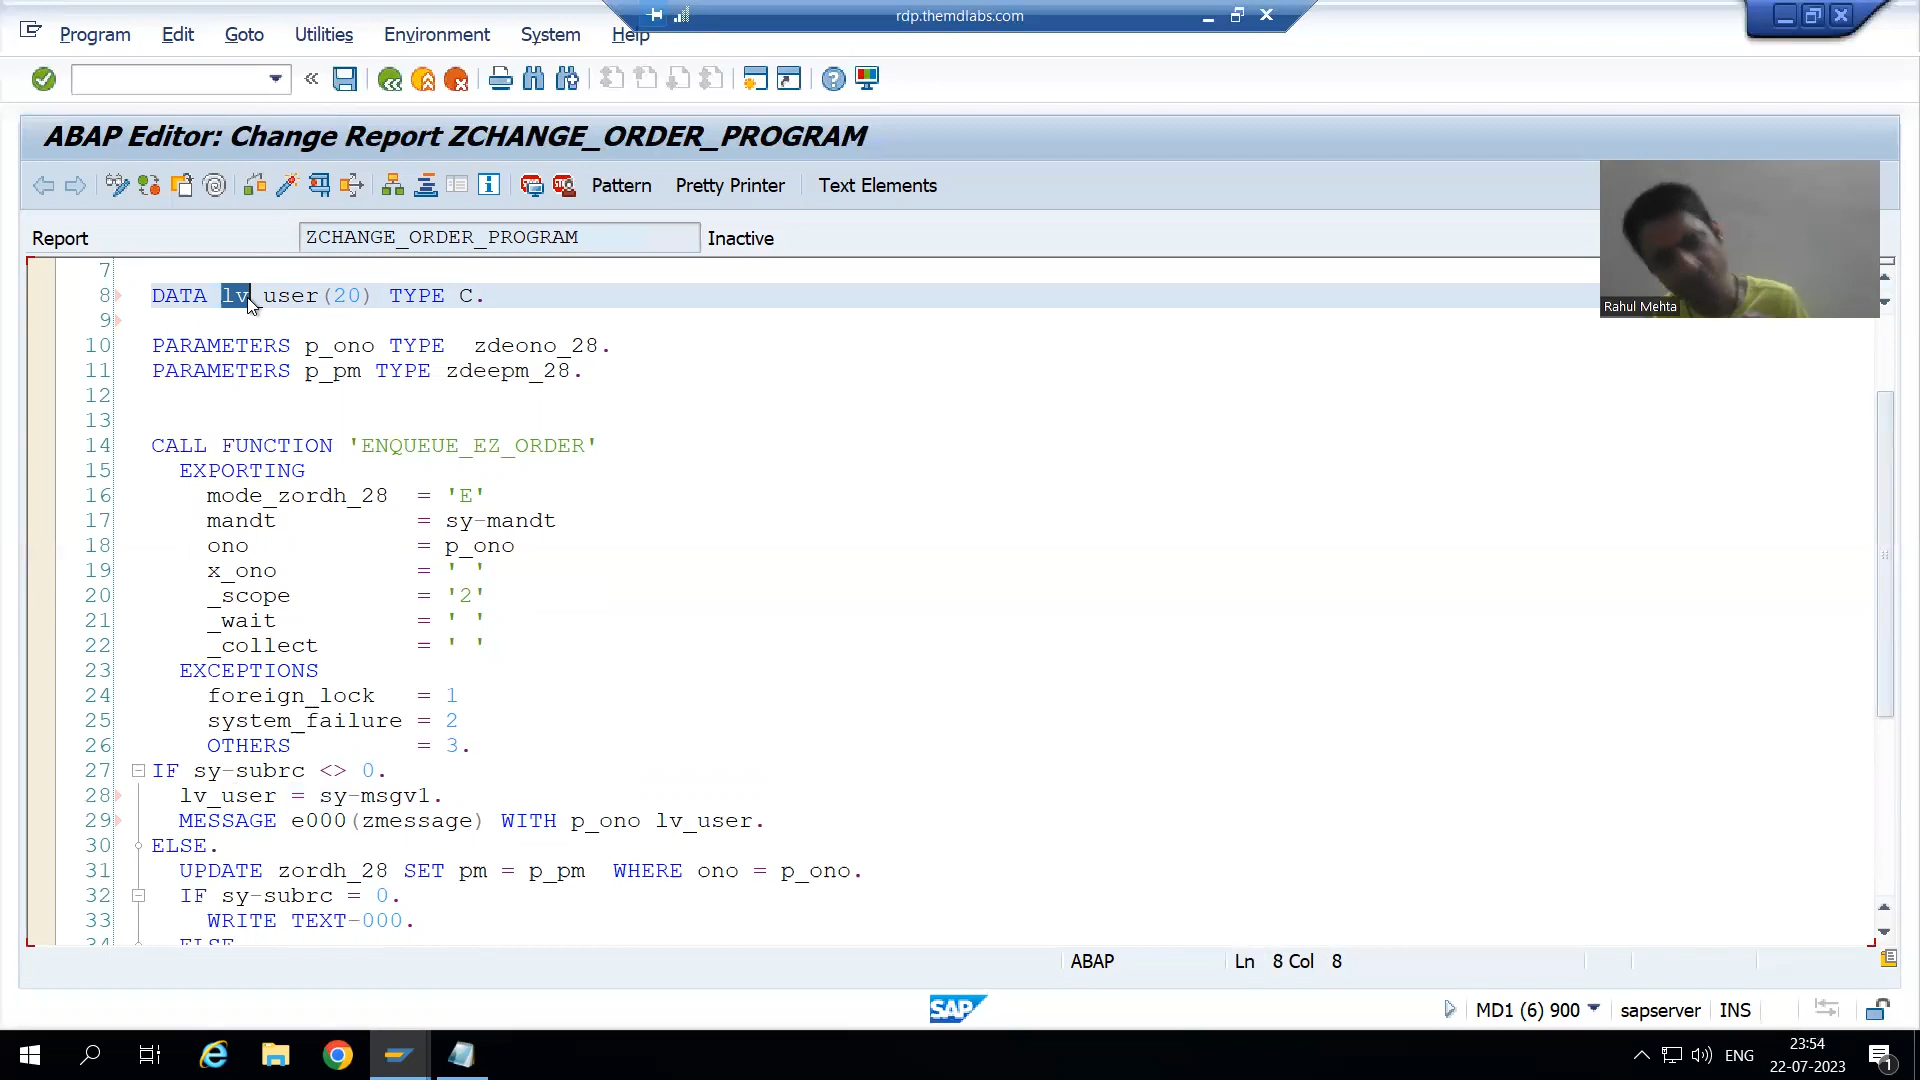 rdp.themdlabs.com
Program Edit Goto Utilities Environment System Help
ABAP Editor: Change Report ZCHANGE_ORDER_PROGRAM
Pattern Pretty Printer Text Elements
Report ZCHANGE_ORDER_PROGRAM Inactive
Rahul Mehta
7
8 DATA lv_user(20) TYPE C.
9
10 PARAMETERS p_ono TYPE  zdeono_28.
11 PARAMETERS p_pm TYPE zdeepm_28.
12
13
14 CALL FUNCTION 'ENQUEUE_EZ_ORDER'
15 EXPORTING
16 mode_zordh_28 = 'E'
17 mandt = sy-mandt
18 ono = p_ono
19 x_ono = ' '
20 _scope = '2'
21 _wait = ' '
22 _collect = ' '
23 EXCEPTIONS
24 foreign_lock = 1
25 system_failure = 2
26 OTHERS = 3.
27 IF sy-subrc <> 0.
28 lv_user = sy-msgv1.
29 MESSAGE e000(zmessage) WITH p_ono lv_user.
30 ELSE.
31 UPDATE zordh_28 SET pm = p_pm  WHERE ono = p_ono.
32 IF sy-subrc = 0.
33 WRITE TEXT-000.
34 ELSE
ABAP Ln 8 Col 8
SAP
MD1 (6) 900 sapserver INS
ENG
23:54
22-07-2023
1